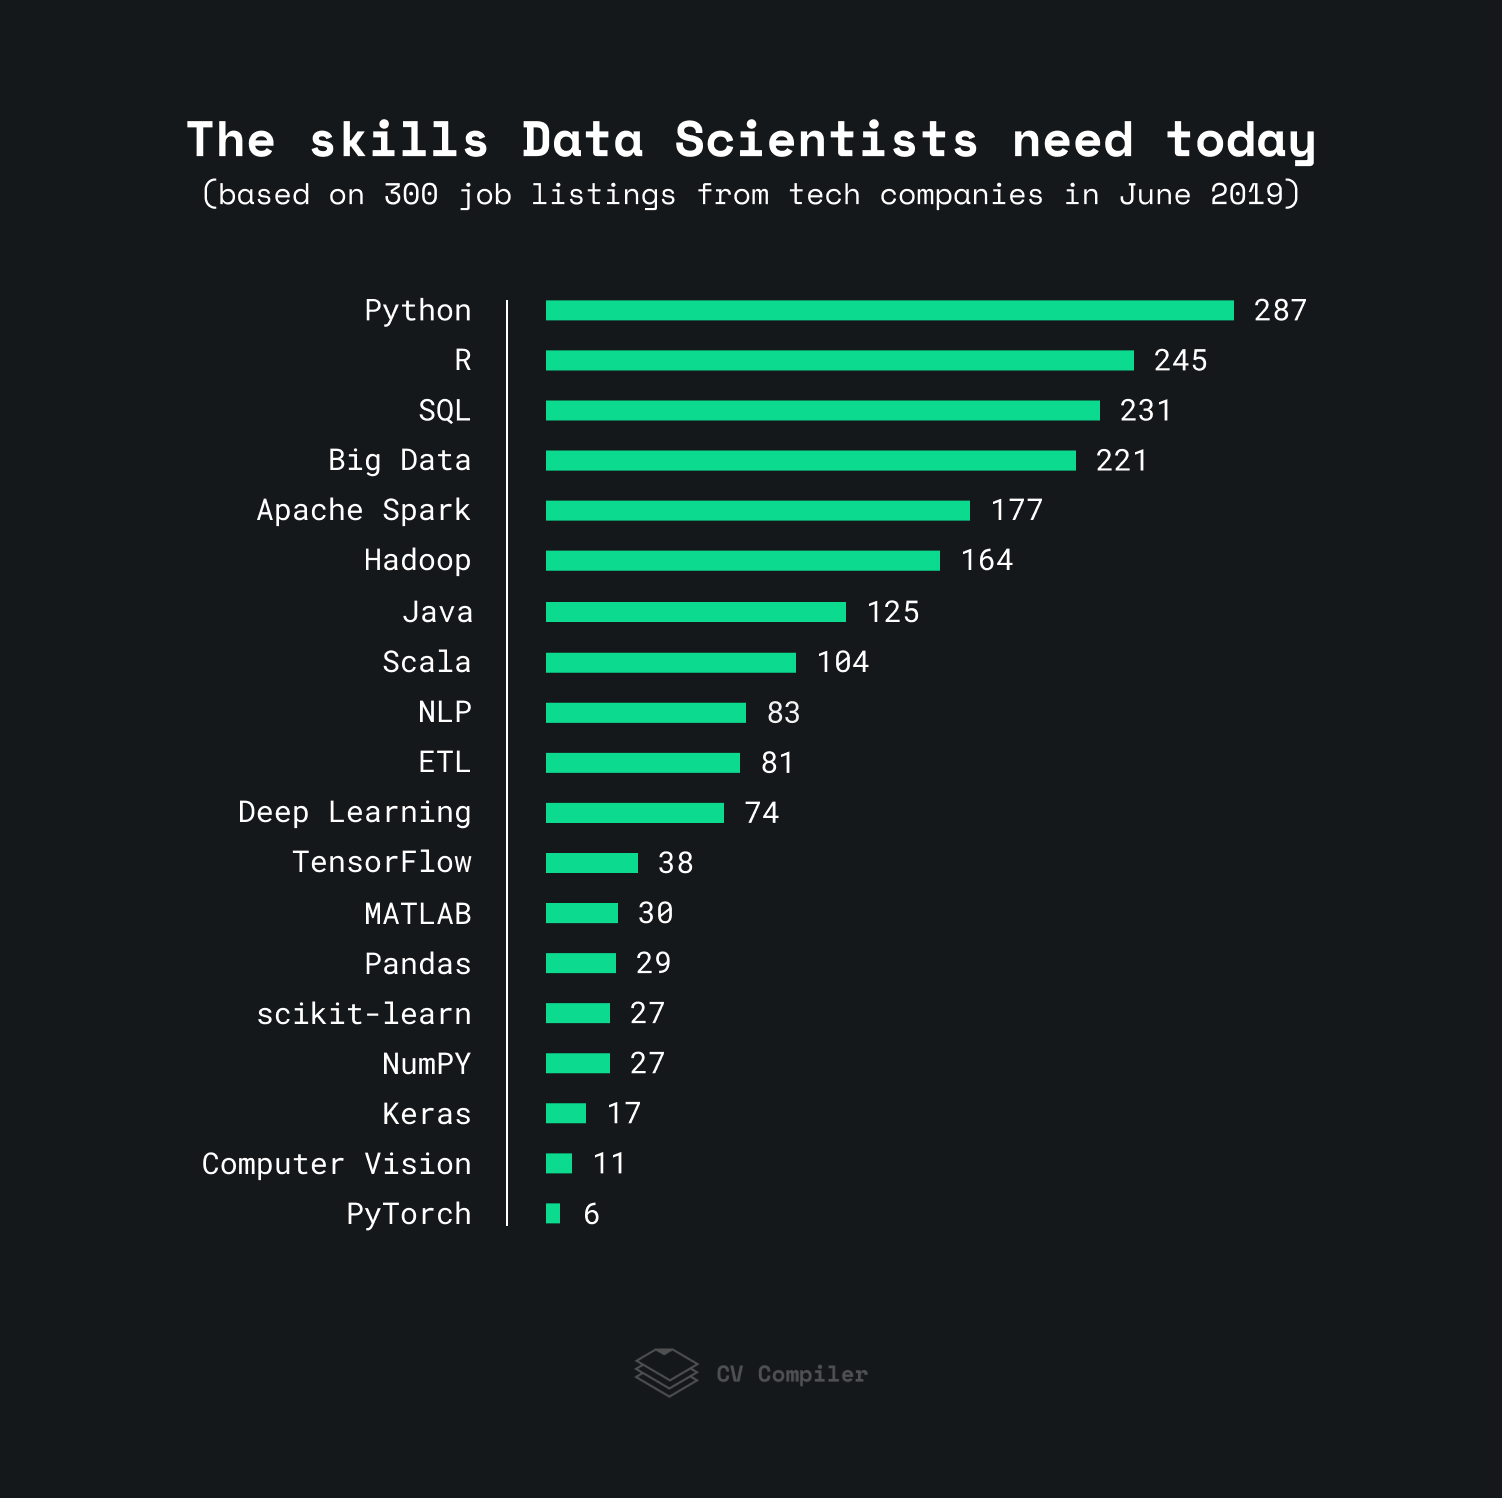 The skills Data Scientists need today
(based on 300 job listings from tech companies in June 2019)
Python 287
R 245
SQL 231
Big Data 221
Apache Spark 177
Hadoop 164
Java 125
Scala 104
NLP 83
ETL 81
Deep Learning 74
TensorFlow 38
MATLAB 30
Pandas 29
scikit-learn 27
NumPY 27
Keras 17
Computer Vision 11
PyTorch 6
CV Compiler